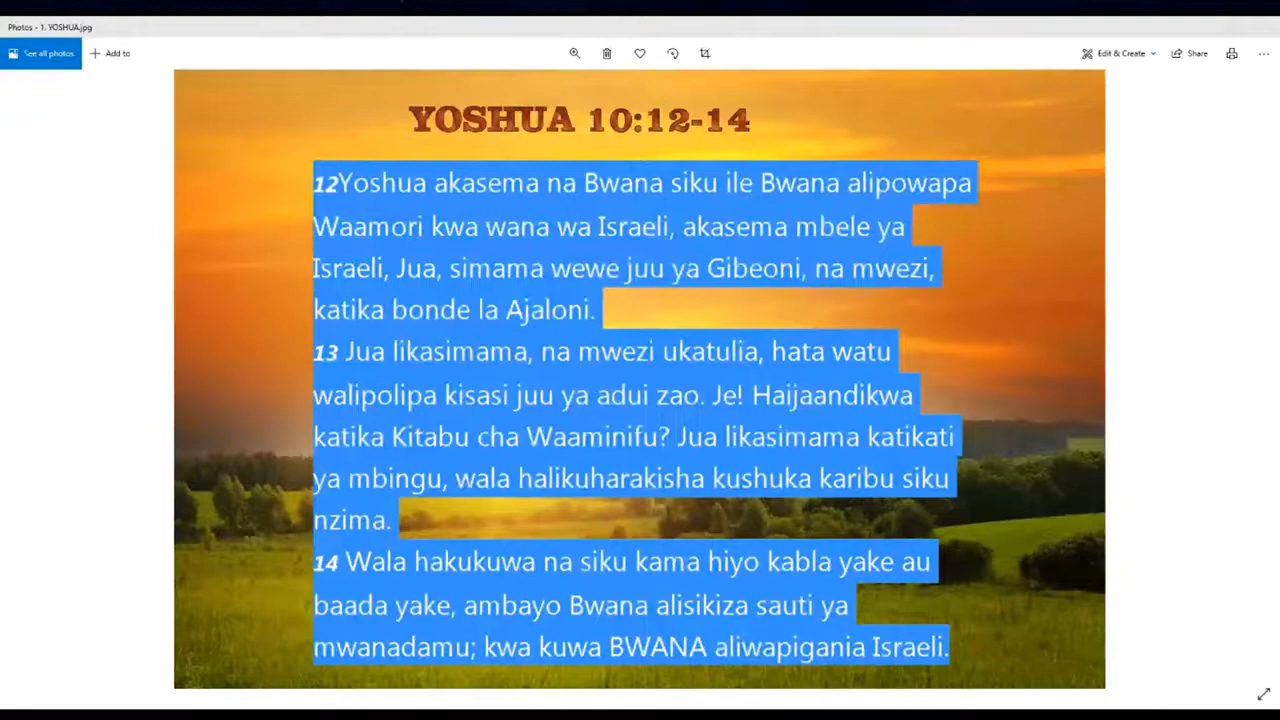 Photos - 1. YOSHUA.jpg
See all photos
Add to
Edit & Create
Share
YOSHUA 10:12-14
12Yoshua akasema na Bwana siku ile Bwana alipowapa
Waamori kwa wana wa Israeli, akasema mbele ya
Israeli, Jua, simama wewe juu ya Gibeoni, na mwezi,
katika bonde la Ajaloni.
13 Jua likasimama, na mwezi ukatulia, hata watu
walipolipa kisasi juu ya adui zao. Je! Haijaandikwa
katika Kitabu cha Waaminifu? Jua likasimama katikati
ya mbingu, wala halikuharakisha kushuka karibu siku
nzima.
14 Wala hakukuwa na siku kama hiyo kabla yake au
baada yake, ambayo Bwana alisikiza sauti ya
mwanadamu; kwa kuwa BWANA aliwapigania Israeli.